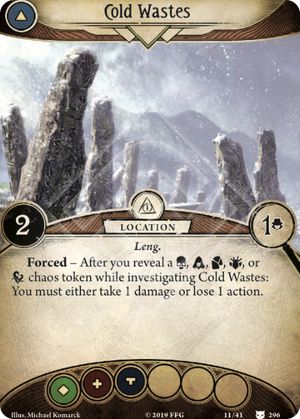 Cold Wastes
2
LOCATION
1
Leng.
Forced – After you reveal a , , , , or
chaos token while investigating Cold Wastes:
You must either take 1 damage or lose 1 action.
Illus. Michael Komarck
© 2019 FFG
11/41
296